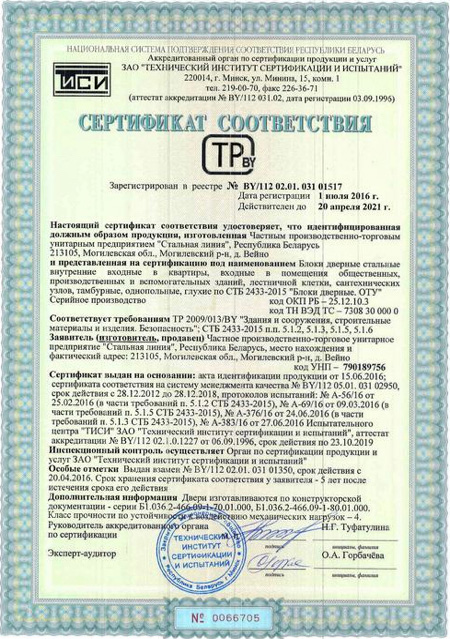 НАЦИОНАЛЬНАЯ СИСТЕМА ПОДТВЕРЖДЕНИЯ СООТВЕТСТВИЯ РЕСПУБЛИКИ БЕЛАРУСЬ
Аккредитованный орган по сертификации продукции и услуг
ЗАО "ТЕХНИЧЕСКИЙ ИНСТИТУТ СЕРТИФИКАЦИИ И ИСПЫТАНИЙ"
220014, г. Минск, ул. Минина, 15, комн. 1
тел. 219-00-70, факс 226-36-71
(аттестат аккредитации № BY/112 031.02, дата регистрации 03.09.1996)
ТИСИ
СЕРТИФИКАТ СООТВЕТСТВИЯ
ТР BY
Зарегистрирован в реестре № BY/112 02.01. 031 01517
Дата регистрации 1 июля 2016 г.
Действителен до 20 апреля 2021 г.
Настоящий сертификат соответствия удостоверяет, что идентифицированная
должным образом продукция, изготовленная Частным производственно-торговым
унитарным предприятием "Стальная линия", Республика Беларусь
213105, Могилевская обл., Могилевский р-н, д. Вейно
и представленная на сертификацию под наименованием Блоки дверные стальные
внутренние входные в квартиры, входные в помещения общественных,
производственных и вспомогательных зданий, лестничной клетки, санитарных
узлов, тамбурные, однопольные, глухие по СТБ 2433-2015 "Блоки дверные. ОТУ"
Серийное производство код ОКП РБ – 25.12.10.3
код ТН ВЭД ТС – 7308 30 000 0
Соответствует требованиям ТР 2009/013/BY "Здания и сооружения, строительные
материалы и изделия. Безопасность"; СТБ 2433-2015 п.п. 5.1.2, 5.1.3, 5.1.5, 5.1.6
Заявитель (изготовитель, продавец) Частное производственно-торговое унитарное
предприятие "Стальная линия", Республика Беларусь, место нахождения и
фактический адрес: 213105, Могилевская обл., Могилевский р-н, д. Вейно
код УНП – 790189756
Сертификат выдан на основании: акта идентификации продукции от 15.06.2016;
сертификата соответствия на систему менеджмента качества № BY/112 05.01. 031 02950,
срок действия с 28.12.2012 до 28.12.2018, протоколов испытаний: № А-56/16 от
25.02.2016 (в части требований п. 5.1.2 СТБ 2433-2015), № А-69/16 от 09.03.2016 (в
части требований п. 5.1.5 СТБ 2433-2015), № А-376/16 от 24.06.2016 (в части
требований п. 5.1.3 СТБ 2433-2015), № А-383/16 от 27.06.2016 Испытательного
центра "ТИСИ" ЗАО "Технический институт сертификации и испытаний", аттестат
аккредитации № BY/112 02.1.0.1227 от 06.09.1996, срок действия до 23.10.2019
Инспекционный контроль осуществляет Орган по сертификации продукции и
услуг ЗАО "Технический институт сертификации и испытаний"
Особые отметки Выдан взамен № BY/112 02.01. 031 01350, срок действия с
20.04.2016. Срок хранения сертификата соответствия у заявителя - 5 лет после
истечения срока его действия
Дополнительная информация Двери изготавливаются по конструкторской
документации - серии Б1.036.2-466.09-1-70.01.000, Б1.036.2-466.09-1-80.01.000.
Класс прочности по устойчивости к воздействию механических нагрузок – 4.
Руководитель аккредитованного органа Н.Г. Туфатулина
по сертификации М.П. подпись инициалы, фамилия
Эксперт-аудитор О.А. Горбачёва
подпись инициалы, фамилия
ТЕХНИЧЕСКИЙ
ИНСТИТУТ
СЕРТИФИКАЦИИ
И ИСПЫТАНИЙ
Республика Беларусь г. Минск
№ 0066705